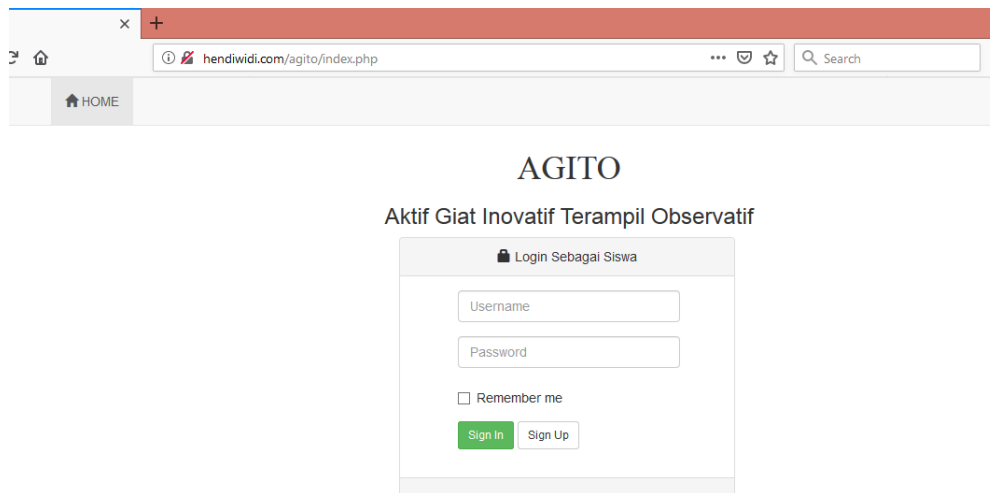 hendiwidi.com/agito/index.php
Search
HOME
AGITO
Aktif Giat Inovatif Terampil Observatif
Login Sebagai Siswa
Username
Password
Remember me
Sign In Sign Up